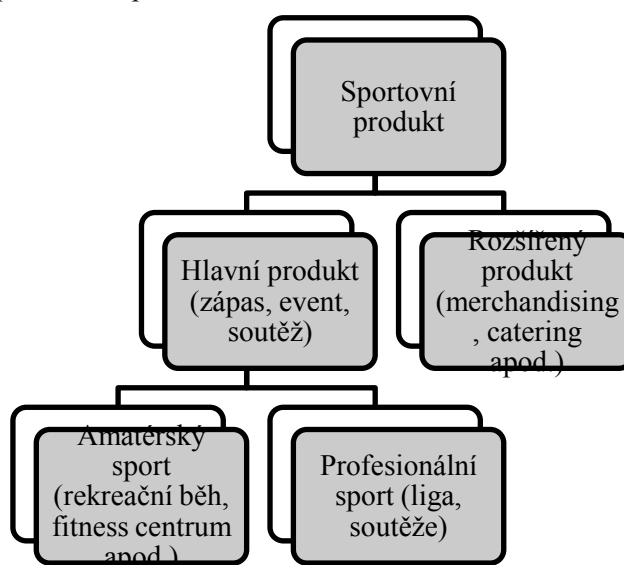 Sportovní
produkt
Hlavní produkt
(zápas, event,
soutěž)
Rozšířený
produkt
(merchandising
, catering
apod.)
Amatérský
sport
(rekreační běh,
fitness centrum
apod.)
Profesionální
sport (liga,
soutěže)